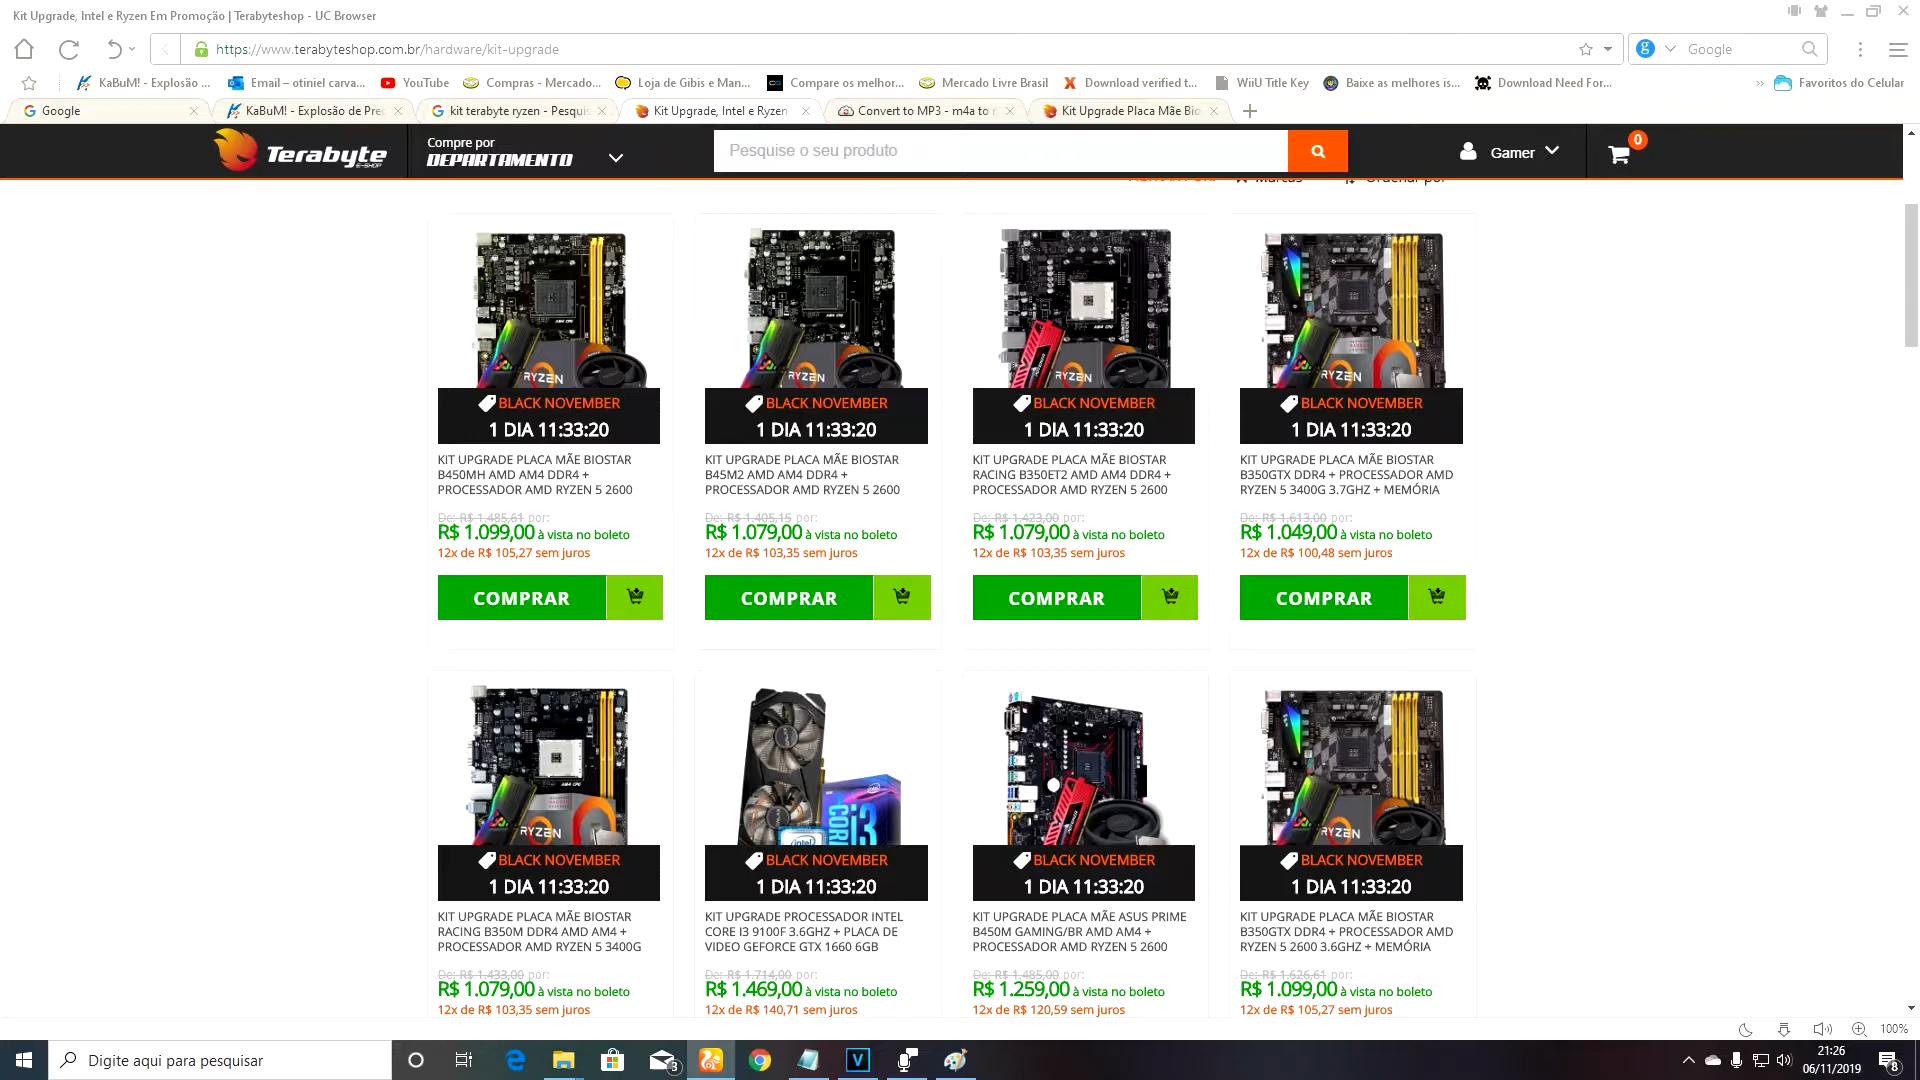 Kit Upgrade, Intel e Ryzen Em Promoção | Terabyteshop - UC Browser
https://www.terabyteshop.com.br/hardware/kit-upgrade
Google
KaBuM! - Explosão ...
Email – otiniel carva...
YouTube
Compras - Mercado...
Loja de Gibis e Man...
Compare os melhor...
Mercado Livre Brasil
Download verified t...
WiiU Title Key
Baixe as melhores is...
Download Need For...
Favoritos do Celular
Google
KaBuM! - Explosão de Prec
kit terabyte ryzen - Pesquis
Kit Upgrade, Intel e Ryzen
Convert to MP3 - m4a to
Kit Upgrade Placa Mãe Bio
Terabyte
E-SHOP
Compre por
DEPARTAMENTO
Pesquise o seu produto
Gamer
0
Marcas
Ordenar por
RYZEN
RYZEN
RYZEN
RYZEN
BLACK NOVEMBER
1 DIA 11:33:20
BLACK NOVEMBER
1 DIA 11:33:20
BLACK NOVEMBER
1 DIA 11:33:20
BLACK NOVEMBER
1 DIA 11:33:20
KIT UPGRADE PLACA MÃE BIOSTAR
B450MH AMD AM4 DDR4 +
PROCESSADOR AMD RYZEN 5 2600
De: R$ 1.485,61 por:
R$ 1.099,00 à vista no boleto
12x de R$ 105,27 sem juros
COMPRAR
KIT UPGRADE PLACA MÃE BIOSTAR
B45M2 AMD AM4 DDR4 +
PROCESSADOR AMD RYZEN 5 2600
De: R$ 1.405,15 por:
R$ 1.079,00 à vista no boleto
12x de R$ 103,35 sem juros
COMPRAR
KIT UPGRADE PLACA MÃE BIOSTAR
RACING B350ET2 AMD AM4 DDR4 +
PROCESSADOR AMD RYZEN 5 2600
De: R$ 1.423,00 por:
R$ 1.079,00 à vista no boleto
12x de R$ 103,35 sem juros
COMPRAR
KIT UPGRADE PLACA MÃE BIOSTAR
B350GTX DDR4 + PROCESSADOR AMD
RYZEN 5 3400G 3.7GHZ + MEMÓRIA
De: R$ 1.613,00 por:
R$ 1.049,00 à vista no boleto
12x de R$ 100,48 sem juros
COMPRAR
RYZEN
intel
CORE i3
RYZEN
BLACK NOVEMBER
1 DIA 11:33:20
BLACK NOVEMBER
1 DIA 11:33:20
BLACK NOVEMBER
1 DIA 11:33:20
BLACK NOVEMBER
1 DIA 11:33:20
KIT UPGRADE PLACA MÃE BIOSTAR
RACING B350M DDR4 AMD AM4 +
PROCESSADOR AMD RYZEN 5 3400G
De: R$ 1.433,00 por:
R$ 1.079,00 à vista no boleto
12x de R$ 103,35 sem juros
KIT UPGRADE PROCESSADOR INTEL
CORE I3 9100F 3.6GHZ + PLACA DE
VIDEO GEFORCE GTX 1660 6GB
De: R$ 1.714,00 por:
R$ 1.469,00 à vista no boleto
12x de R$ 140,71 sem juros
KIT UPGRADE PLACA MÃE ASUS PRIME
B450M GAMING/BR AMD AM4 +
PROCESSADOR AMD RYZEN 5 2600
De: R$ 1.485,00 por:
R$ 1.259,00 à vista no boleto
12x de R$ 120,59 sem juros
KIT UPGRADE PLACA MÃE BIOSTAR
B350GTX DDR4 + PROCESSADOR AMD
RYZEN 5 2600 3.6GHZ + MEMÓRIA
De: R$ 1.626,61 por:
R$ 1.099,00 à vista no boleto
12x de R$ 105,27 sem juros
100%
Digite aqui para pesquisar
3
21:26
06/11/2019
8